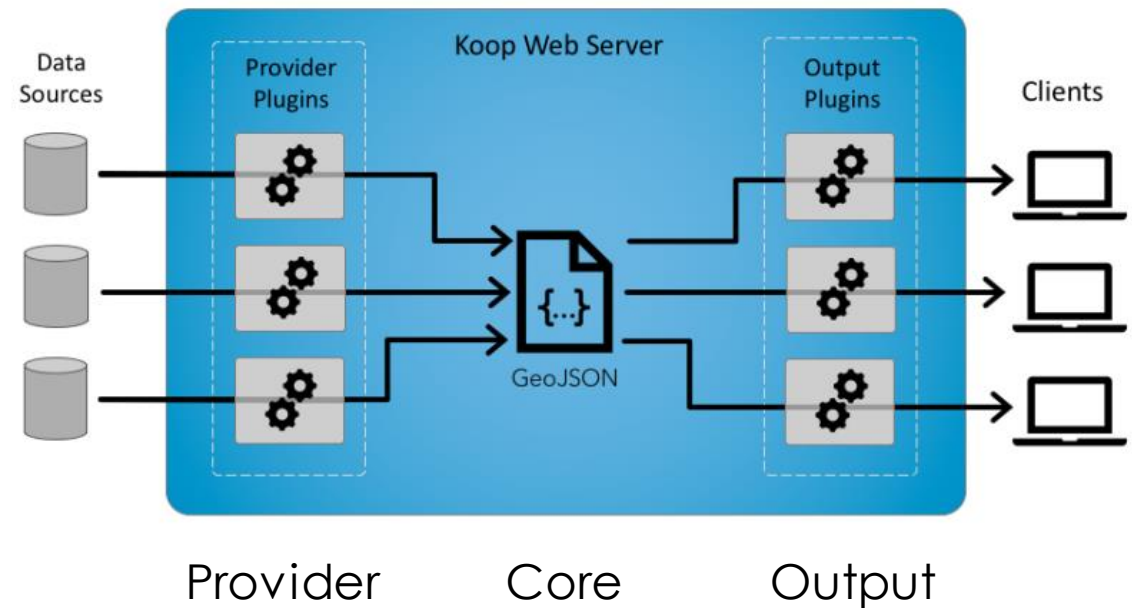 Koop Web Server
Data
Sources
Provider
Plugins
Output
Plugins
Clients
{...}
GeoJSON
Provider
Core
Output